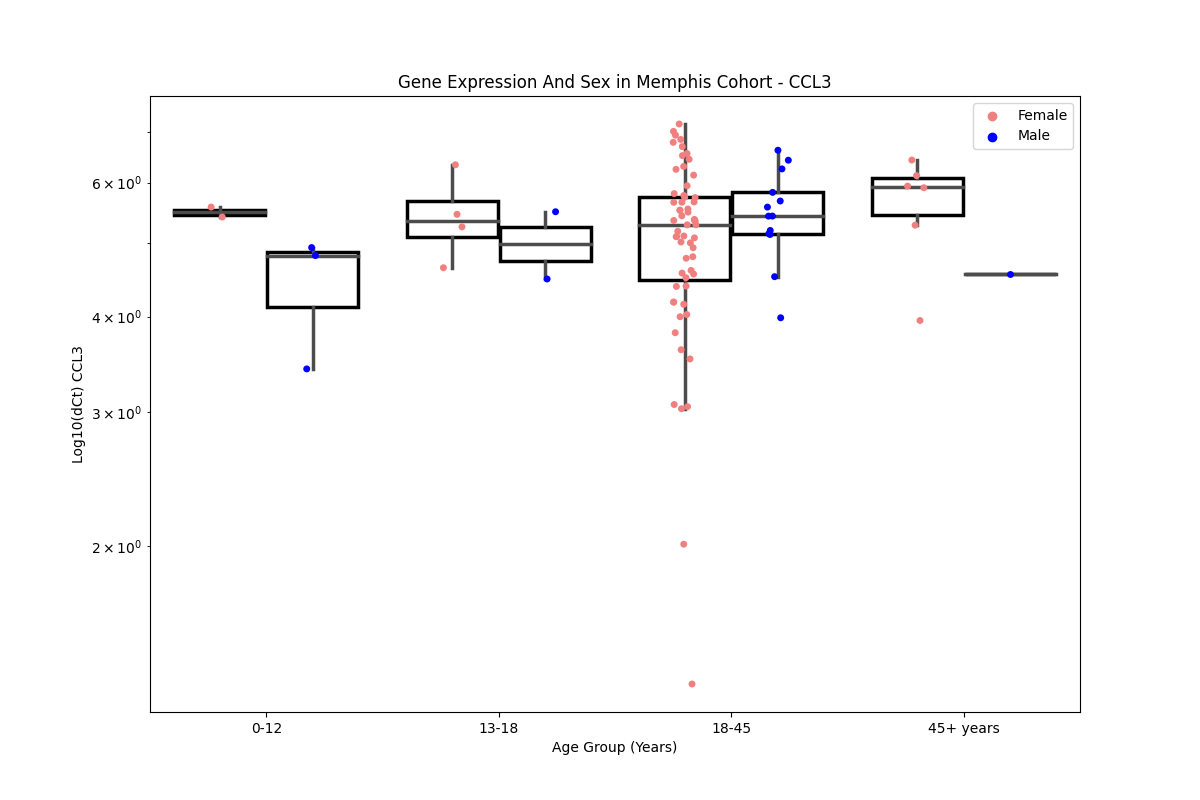 Gene Expression And Sex in Memphis Cohort - CCL3
Female
Male
6 × 10⁰
4 × 10⁰
3 × 10⁰
2 × 10⁰
Log10(dCt) CCL3
0-12 13-18 18-45 45+ years
Age Group (Years)